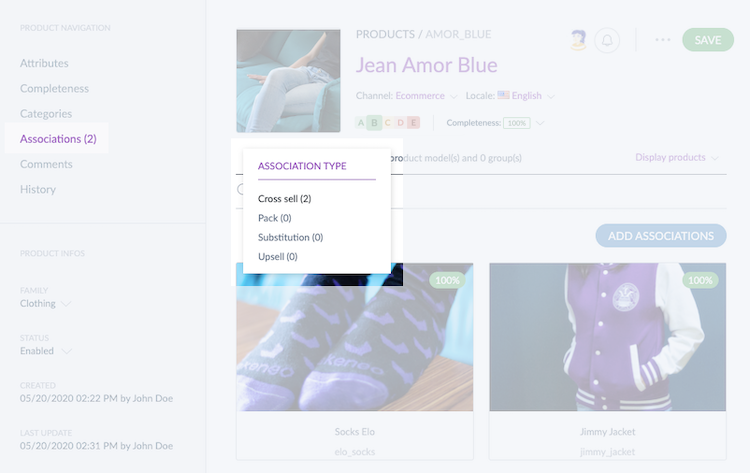 PRODUCT NAVIGATION
Attributes
Completeness
Categories
Associations (2)
Comments
History
PRODUCT INFOS
FAMILY
Clothing
STATUS
Enabled
CREATED
05/20/2020 02:22 PM by John Doe
LAST UPDATE
05/20/2020 02:31 PM by John Doe
PRODUCTS / AMOR_BLUE
SAVE
Jean Amor Blue
Channel: Ecommerce Locale: English
A B C D E Completeness: 100%
product model(s) and 0 group(s) Display products
ASSOCIATION TYPE
Cross sell (2)
Pack (0)
Substitution (0)
Upsell (0)
ADD ASSOCIATIONS
100%
akeneo
Socks Elo
elo_socks
100%
Jimmy Jacket
jimmy_jacket